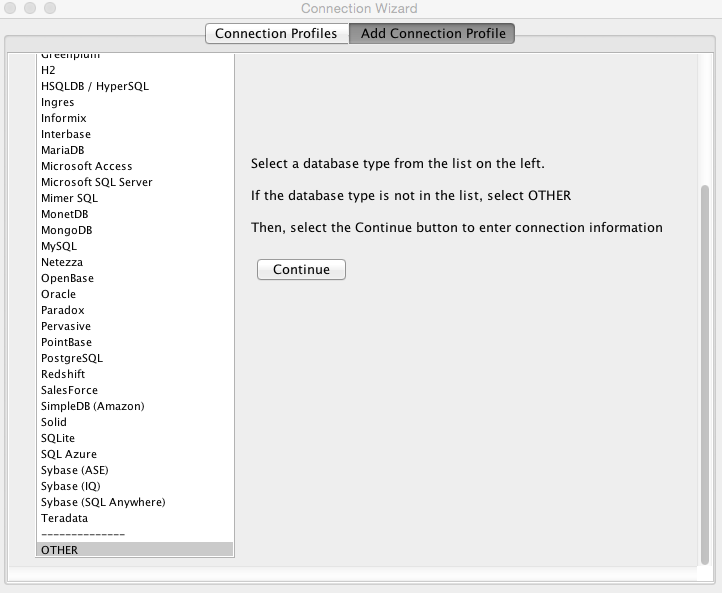 Connection Wizard
Connection Profiles
Add Connection Profile
Greenplum
H2
HSQLDB / HyperSQL
Ingres
Informix
Interbase
MariaDB
Microsoft Access
Microsoft SQL Server
Mimer SQL
MonetDB
MongoDB
MySQL
Netezza
OpenBase
Oracle
Paradox
Pervasive
PointBase
PostgreSQL
Redshift
SalesForce
SimpleDB (Amazon)
Solid
SQLite
SQL Azure
Sybase (ASE)
Sybase (IQ)
Sybase (SQL Anywhere)
Teradata
--------------
OTHER
Select a database type from the list on the left.
If the database type is not in the list, select OTHER
Then, select the Continue button to enter connection information
Continue